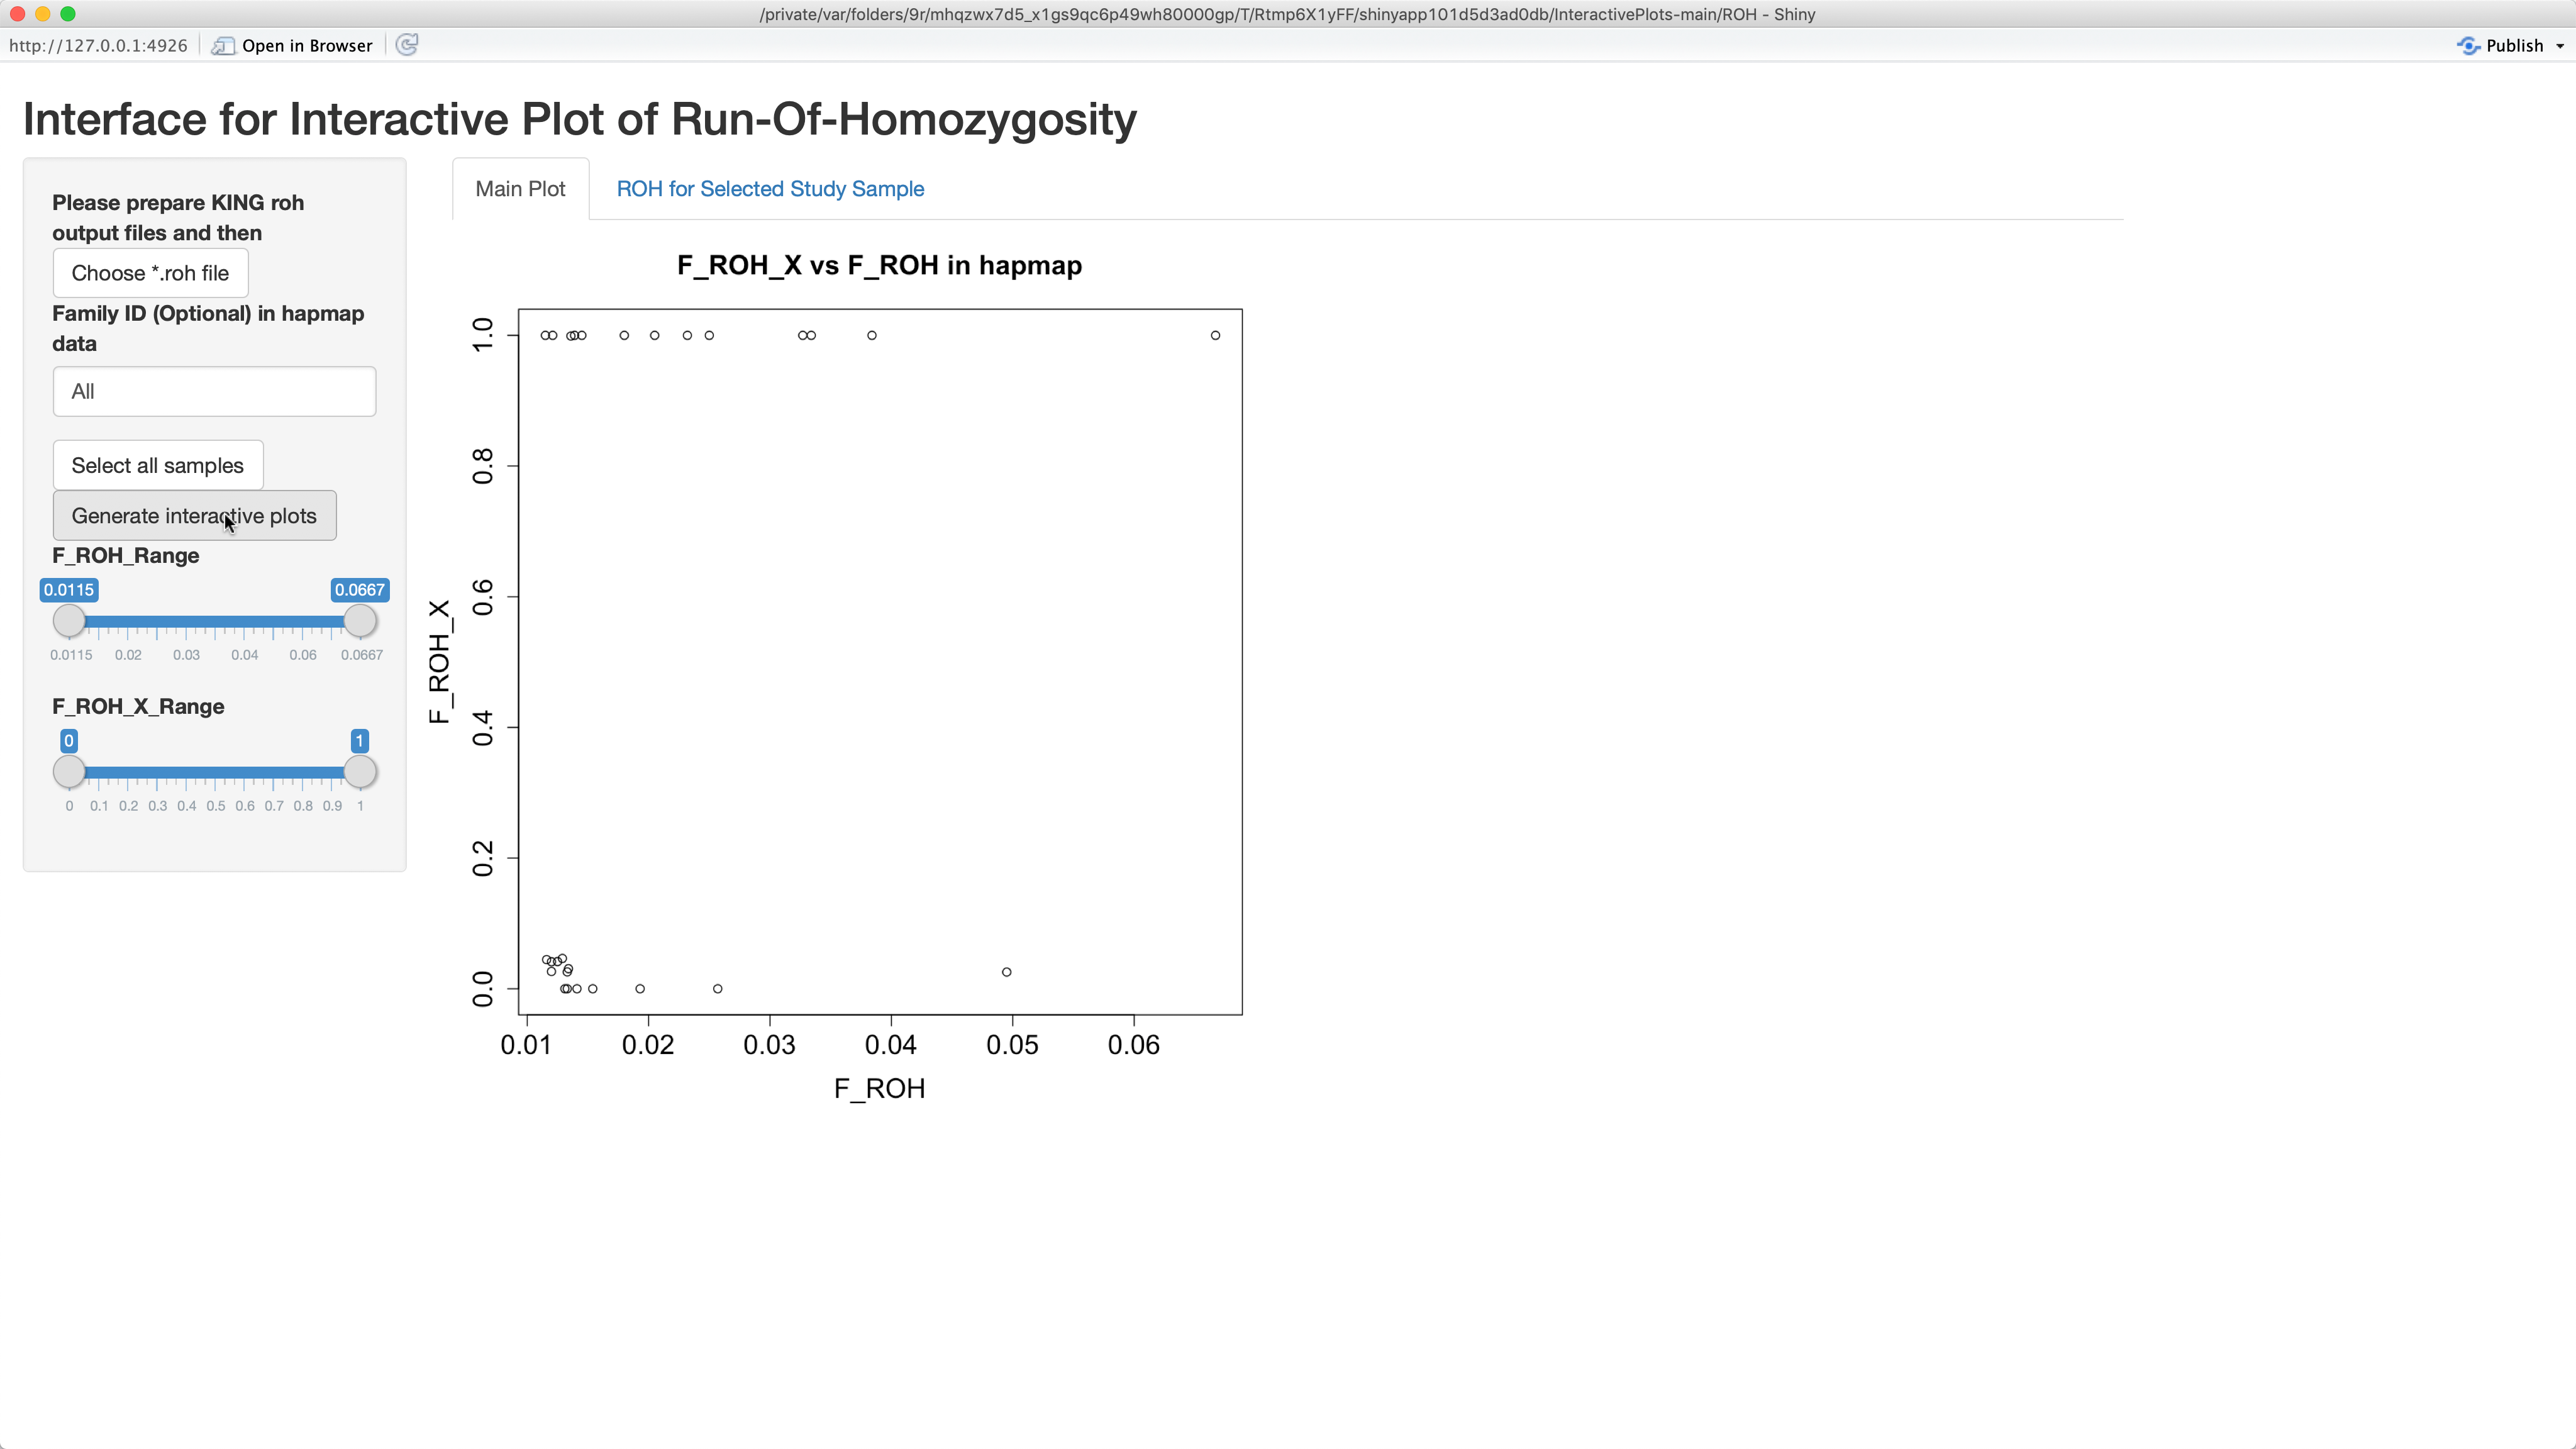 /private/var/folders/9r/mhqzwx7d5_x1gs9qc6p49wh80000gp/T/Rtmp6X1yFF/shinyapp101d5d3ad0db/InteractivePlots-main/ROH - Shiny
http://127.0.0.1:4926 Open in Browser Publish
Interface for Interactive Plot of Run-Of-Homozygosity
Please prepare KING roh
output files and then
Choose *.roh file
Family ID (Optional) in hapmap
data
All
Select all samples
Generate interactive plots
F_ROH_Range
0.0115 0.0667
0.0115 0.02 0.03 0.04 0.06 0.0667
F_ROH_X_Range
0 1
0 0.1 0.2 0.3 0.4 0.5 0.6 0.7 0.8 0.9 1
Main Plot ROH for Selected Study Sample
F_ROH_X vs F_ROH in hapmap
F_ROH_X
1.0
0.8
0.6
0.4
0.2
0.0
0.01 0.02 0.03 0.04 0.05 0.06
F_ROH